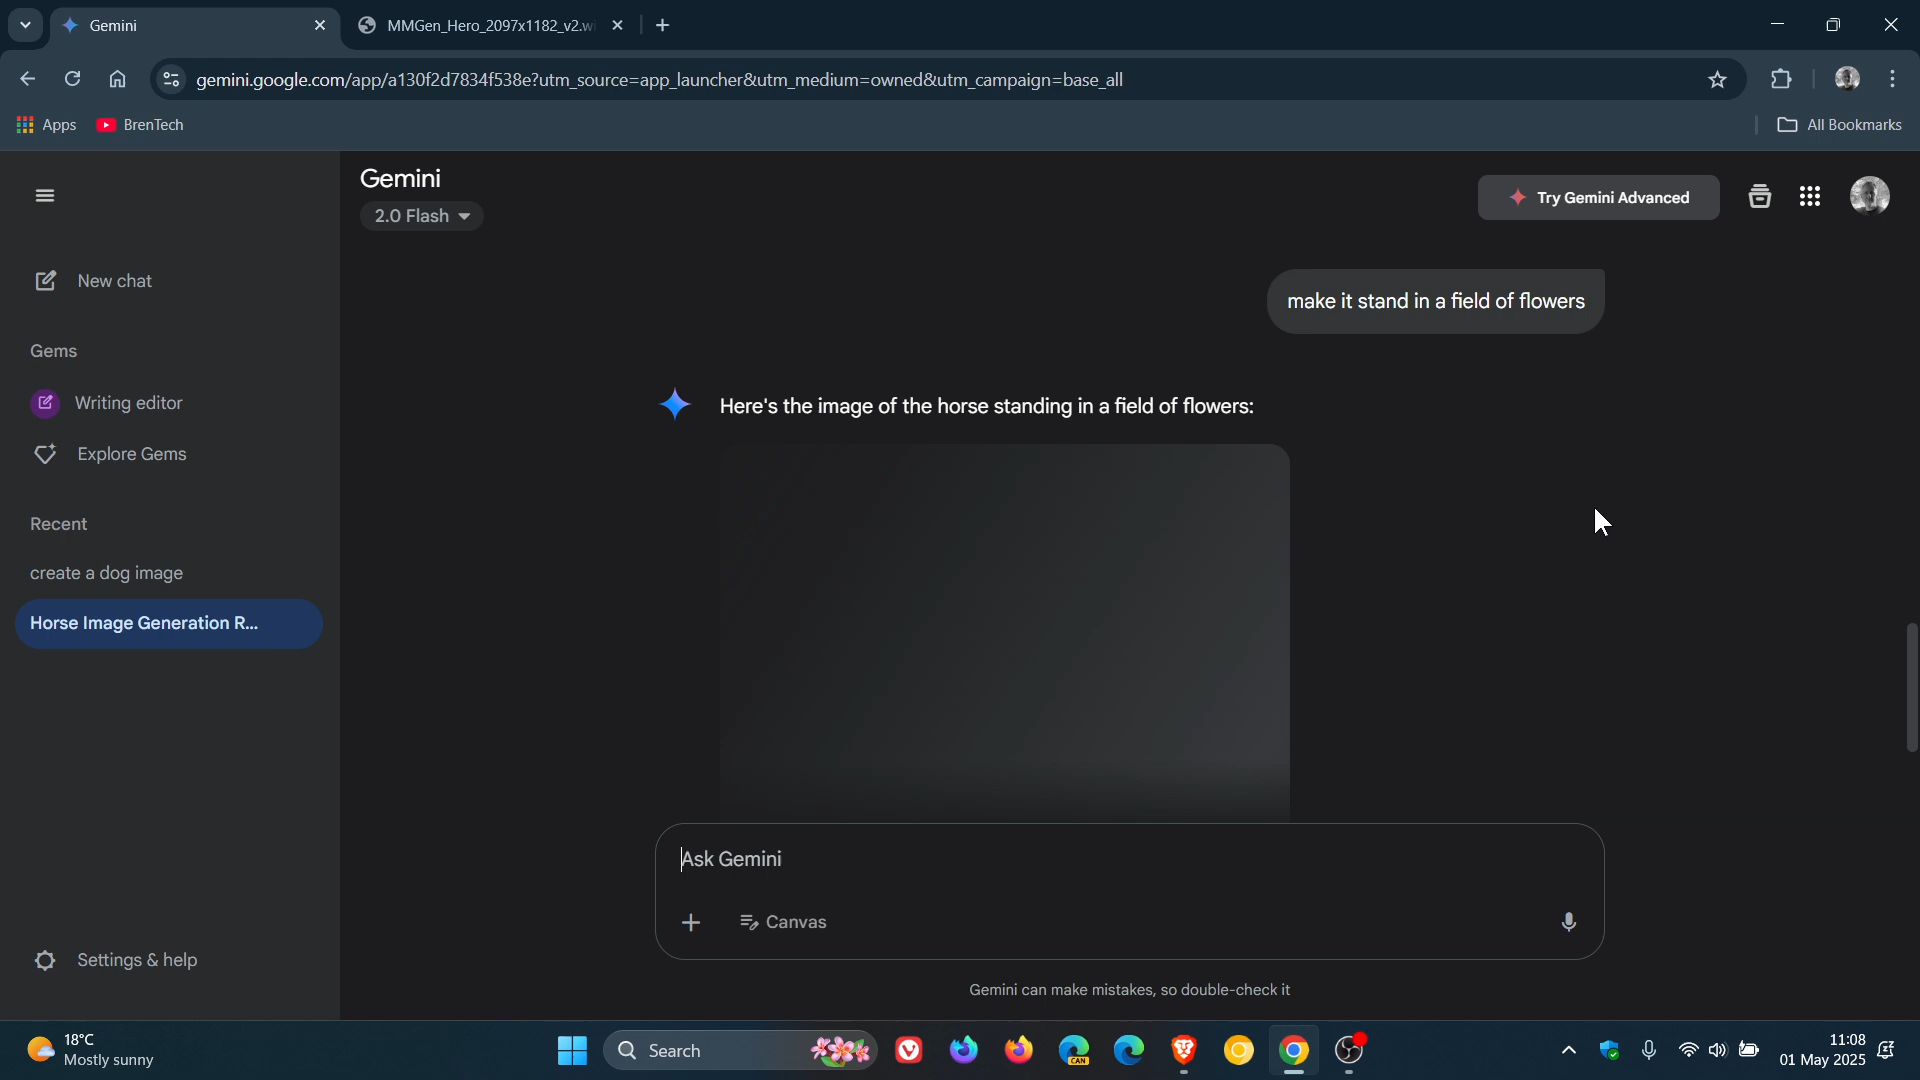 Gemini
MMGen_Hero_2097x1182_v2.w
gemini.google.com/app/a130f2d7834f538e?utm_source=app_launcher&utm_medium=owned&utm_campaign=base_all
Apps
BrenTech
All Bookmarks
Gemini
2.0 Flash
Try Gemini Advanced
New chat
make it stand in a field of flowers
Gems
Writing editor
Here's the image of the horse standing in a field of flowers:
Explore Gems
Recent
create a dog image
Horse Image Generation R...
Ask Gemini
Canvas
Settings & help
Gemini can make mistakes, so double-check it
18°C
Mostly sunny
Search
CAN
11:08
01 May 2025